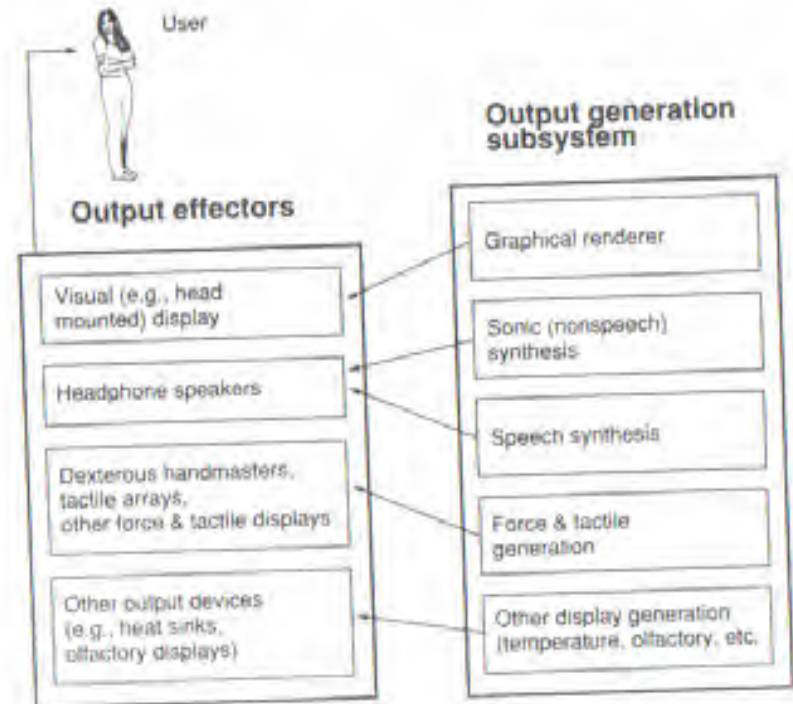 User
Output generation
subsystem
Output effectors
Visual (e.g., head
mounted) display
Headphone speakers
Dexterous handmasters,
tactile arrays,
other force & tactile displays
Other output devices
(e.g., heat sinks,
olfactory displays)
Graphical renderer
Sonic (nonspeech)
synthesis
Speech synthesis
Force & tactile
generation
Other display generation
(temperature, olfactory, etc.